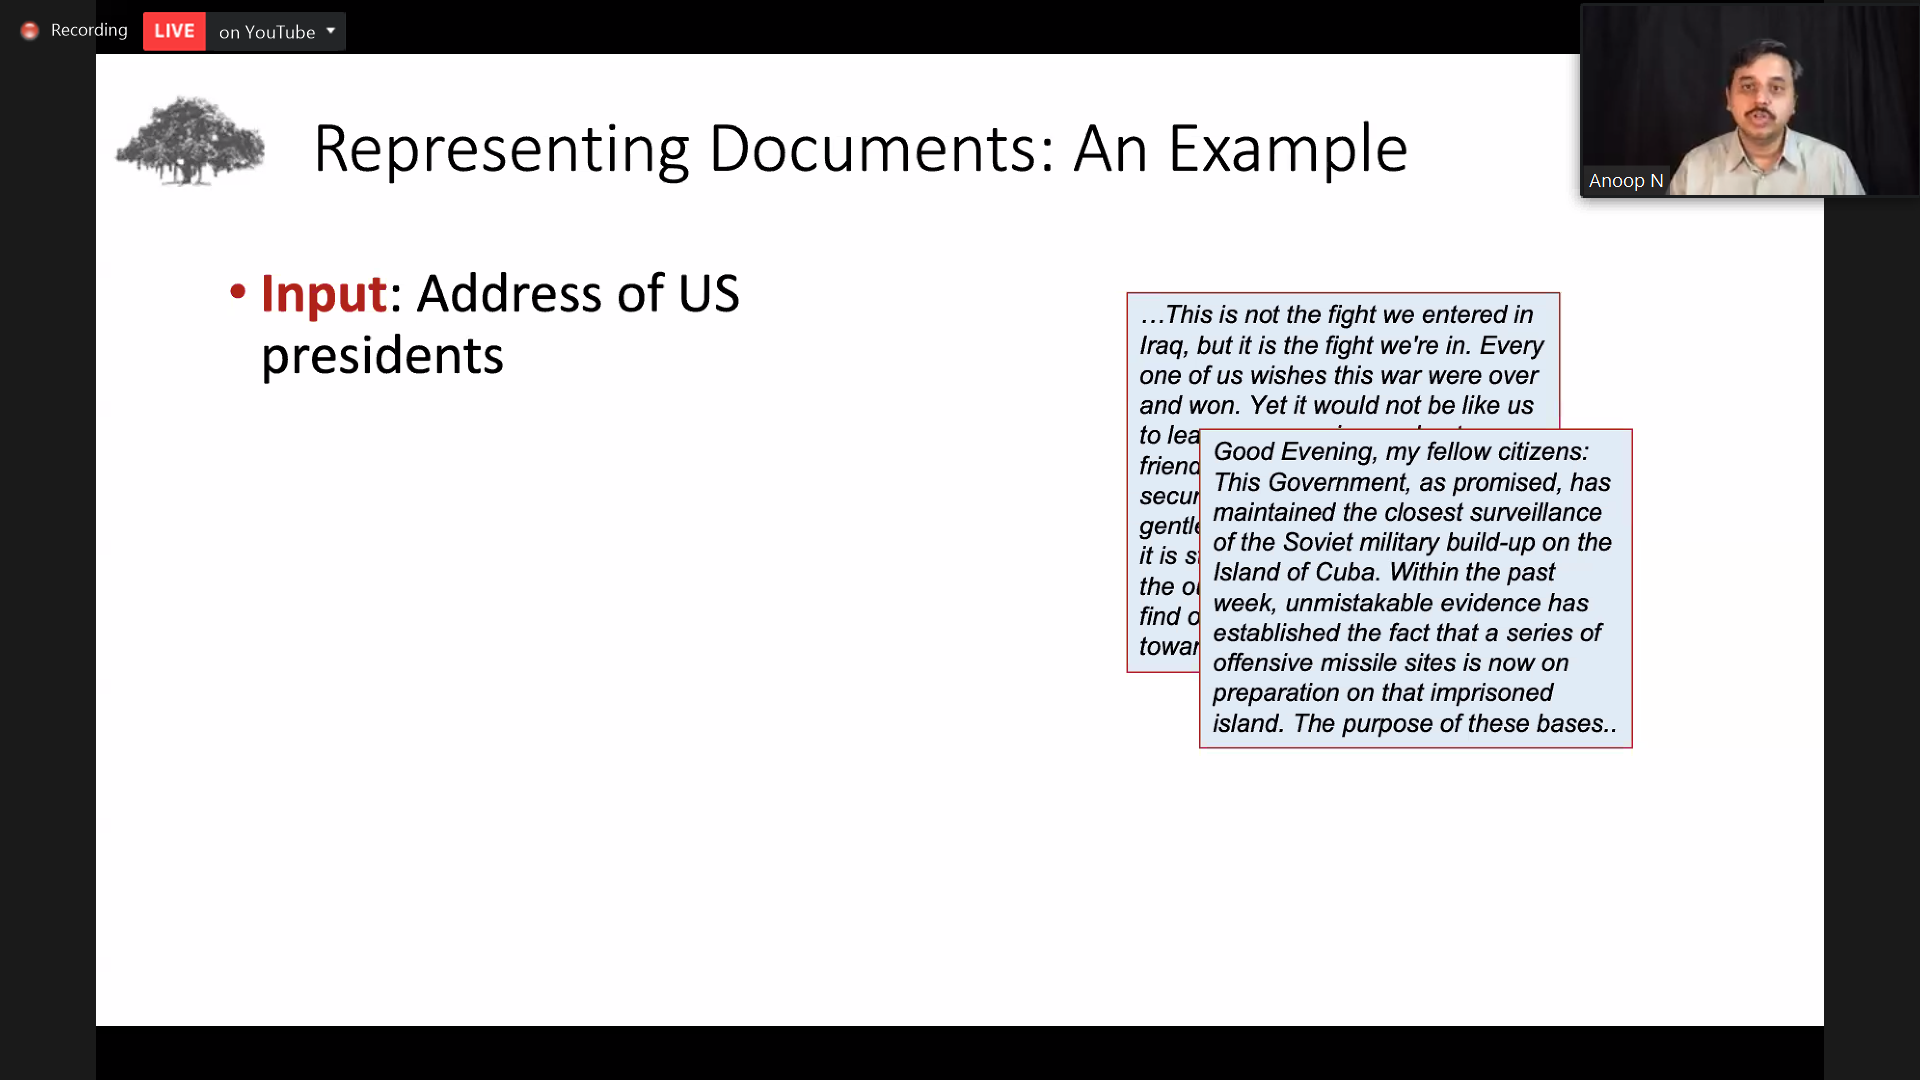 Recording
LIVE on YouTube
Anoop N
Representing Documents: An Example
• Input: Address of US
presidents
…This is not the fight we entered in
Iraq, but it is the fight we're in. Every
one of us wishes this war were over
and won. Yet it would not be like us
to
it is
the
find
Good Evening, my fellow citizens:
This Government, as promised, has
maintained the closest surveillance
of the Soviet military build-up on the
Island of Cuba. Within the past
week, unmistakable evidence has
established the fact that a series of
offensive missile sites is now on
preparation on that imprisoned
island. The purpose of these bases..